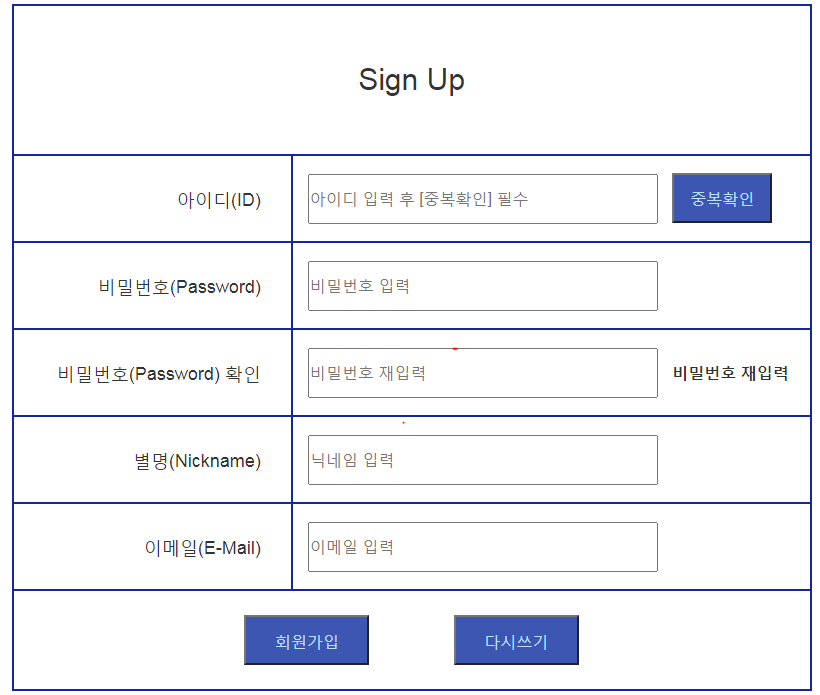 Sign Up
아이디(ID) 아이디 입력 후 [중복확인] 필수 중복확인
비밀번호(Password) 비밀번호 입력
비밀번호(Password) 확인 비밀번호 재입력 비밀번호 재입력
별명(Nickname) 닉네임 입력
이메일(E-Mail) 이메일 입력
회원가입 다시쓰기